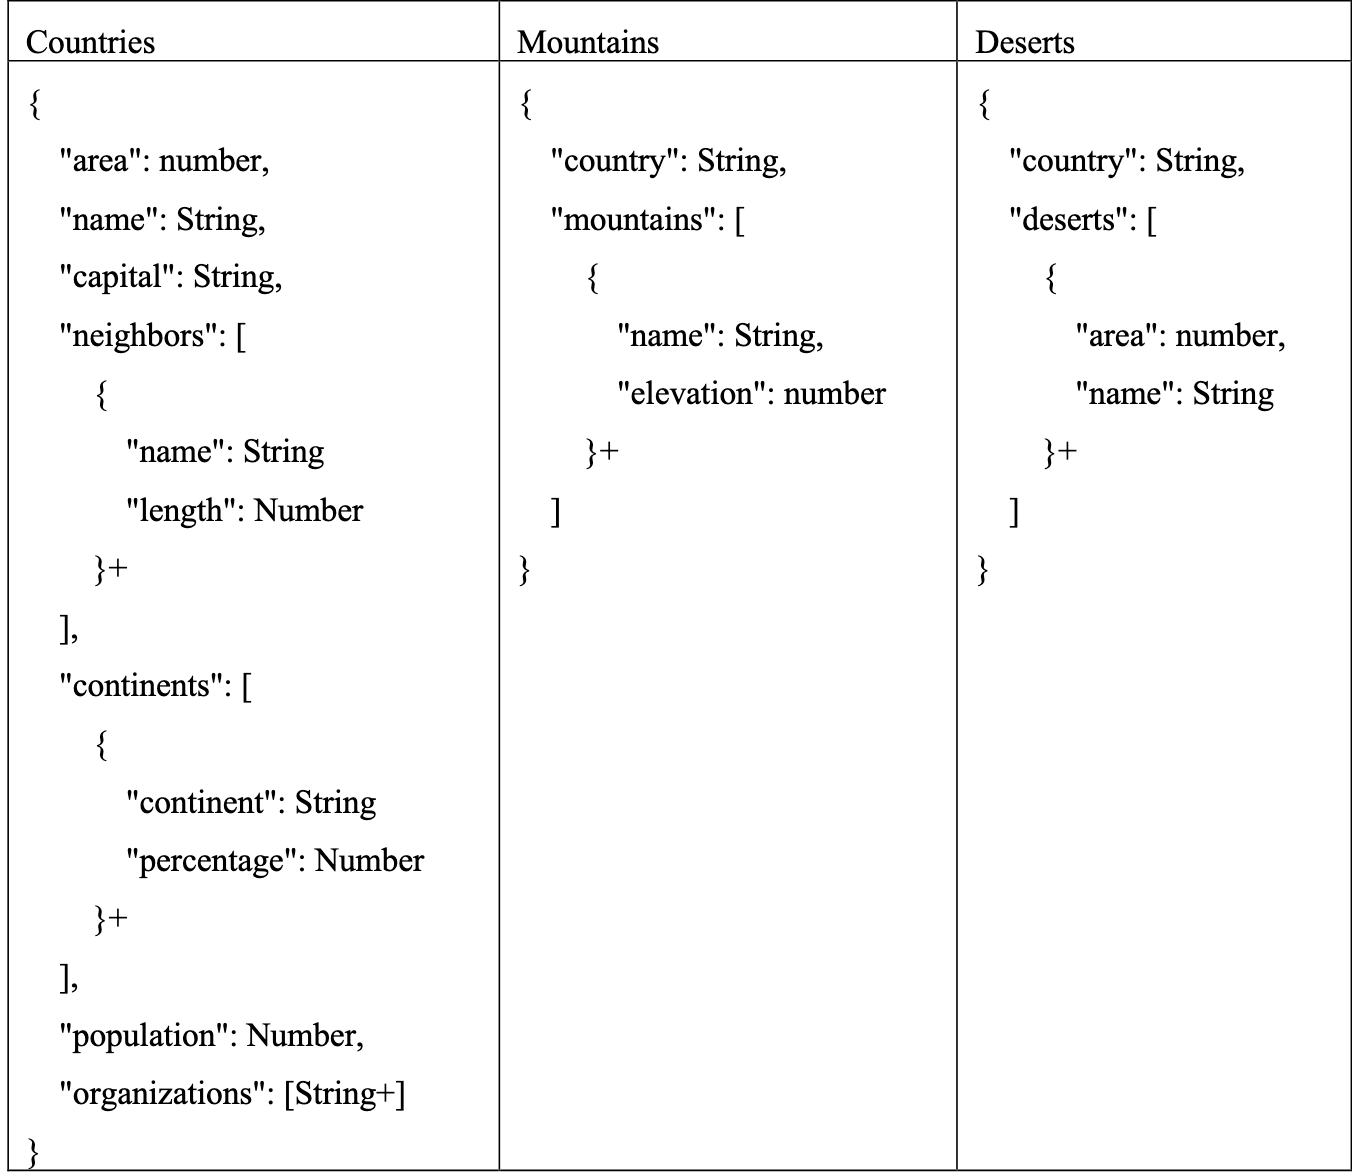 Countries
{
"area": number,
"name": String,
"capital": String,
"neighbors": [
{
"name": String
"length": Number
}+
],
"continents": [
{
"continent": String
"percentage": Number
}+
],
"population": Number,
"organizations": [String+]
}
Mountains
{
"country": String,
"mountains": [
{
"name": String,
"elevation": number
}+
]
}
Deserts
{
"country": String,
"deserts": [
{
"area": number,
"name": String
}+
]
}